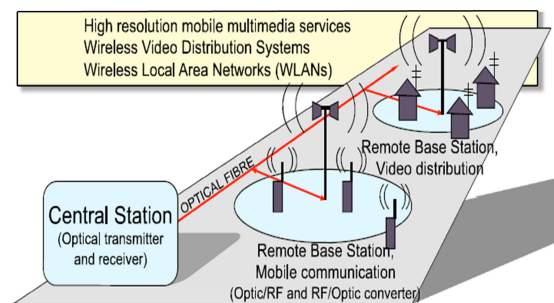 High resolution mobile multimedia services
Wireless Video Distribution Systems
Wireless Local Area Networks (WLANs)
Remote Base Station,
Video distribution
OPTICAL FIBRE
Central Station
(Optical transmitter
and receiver)
Remote Base Station,
Mobile communication
(Optic/RF and RF/Optic converter)